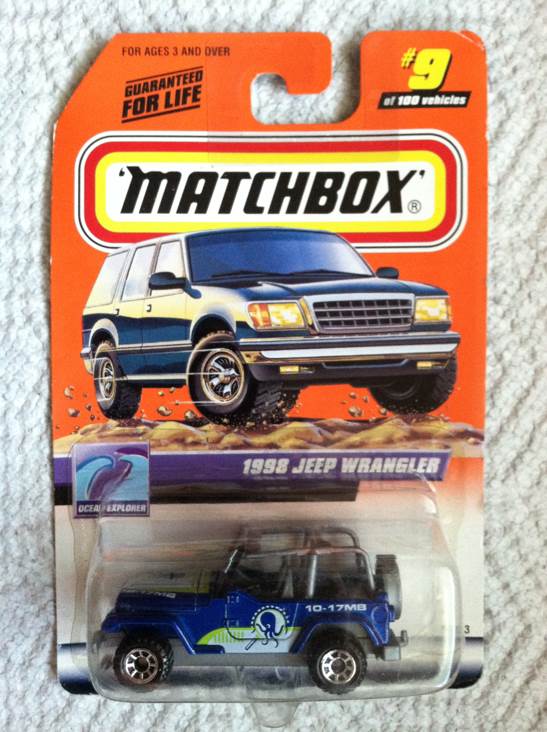 FOR AGES 3 AND OVER
GUARANTEED
FOR LIFE
#9
of 100 vehicles
'MATCHBOX'®
1998 JEEP WRANGLER
OCEAN EXPLORER
10-17MB
3